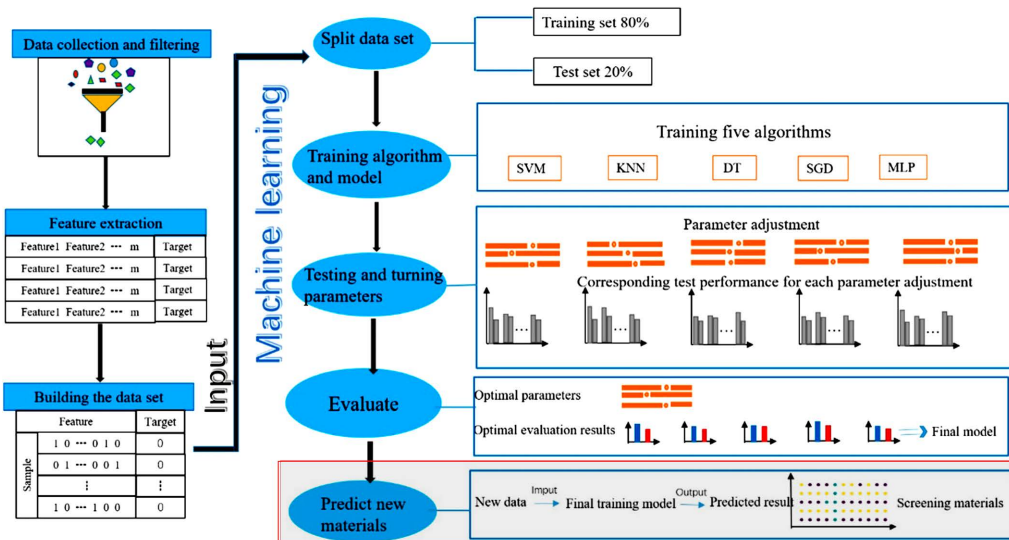 Data collection and filtering
Feature extraction
Feature1 Feature2 ··· m Target
Feature1 Feature2 ··· m Target
Feature1 Feature2 ··· m Target
Feature1 Feature2 ··· m Target
Building the data set
Feature Target
Sample
1 0 ··· 0 1 0 0
0 1 ··· 0 0 1 0
⋮ ⋮
1 0 ··· 1 0 0 0
Input
Machine learning
Split data set
Training set 80%
Test set 20%
Training algorithm
and model
Training five algorithms
SVM KNN DT SGD MLP
Testing and turning
parameters
Parameter adjustment
Corresponding test performance for each parameter adjustment
··· ··· ··· ··· ···
Evaluate
Optimal parameters
Optimal evaluation results
Final model
Predict new
materials
New data
Imput
Final training model
Output
Predicted result
Screening materials